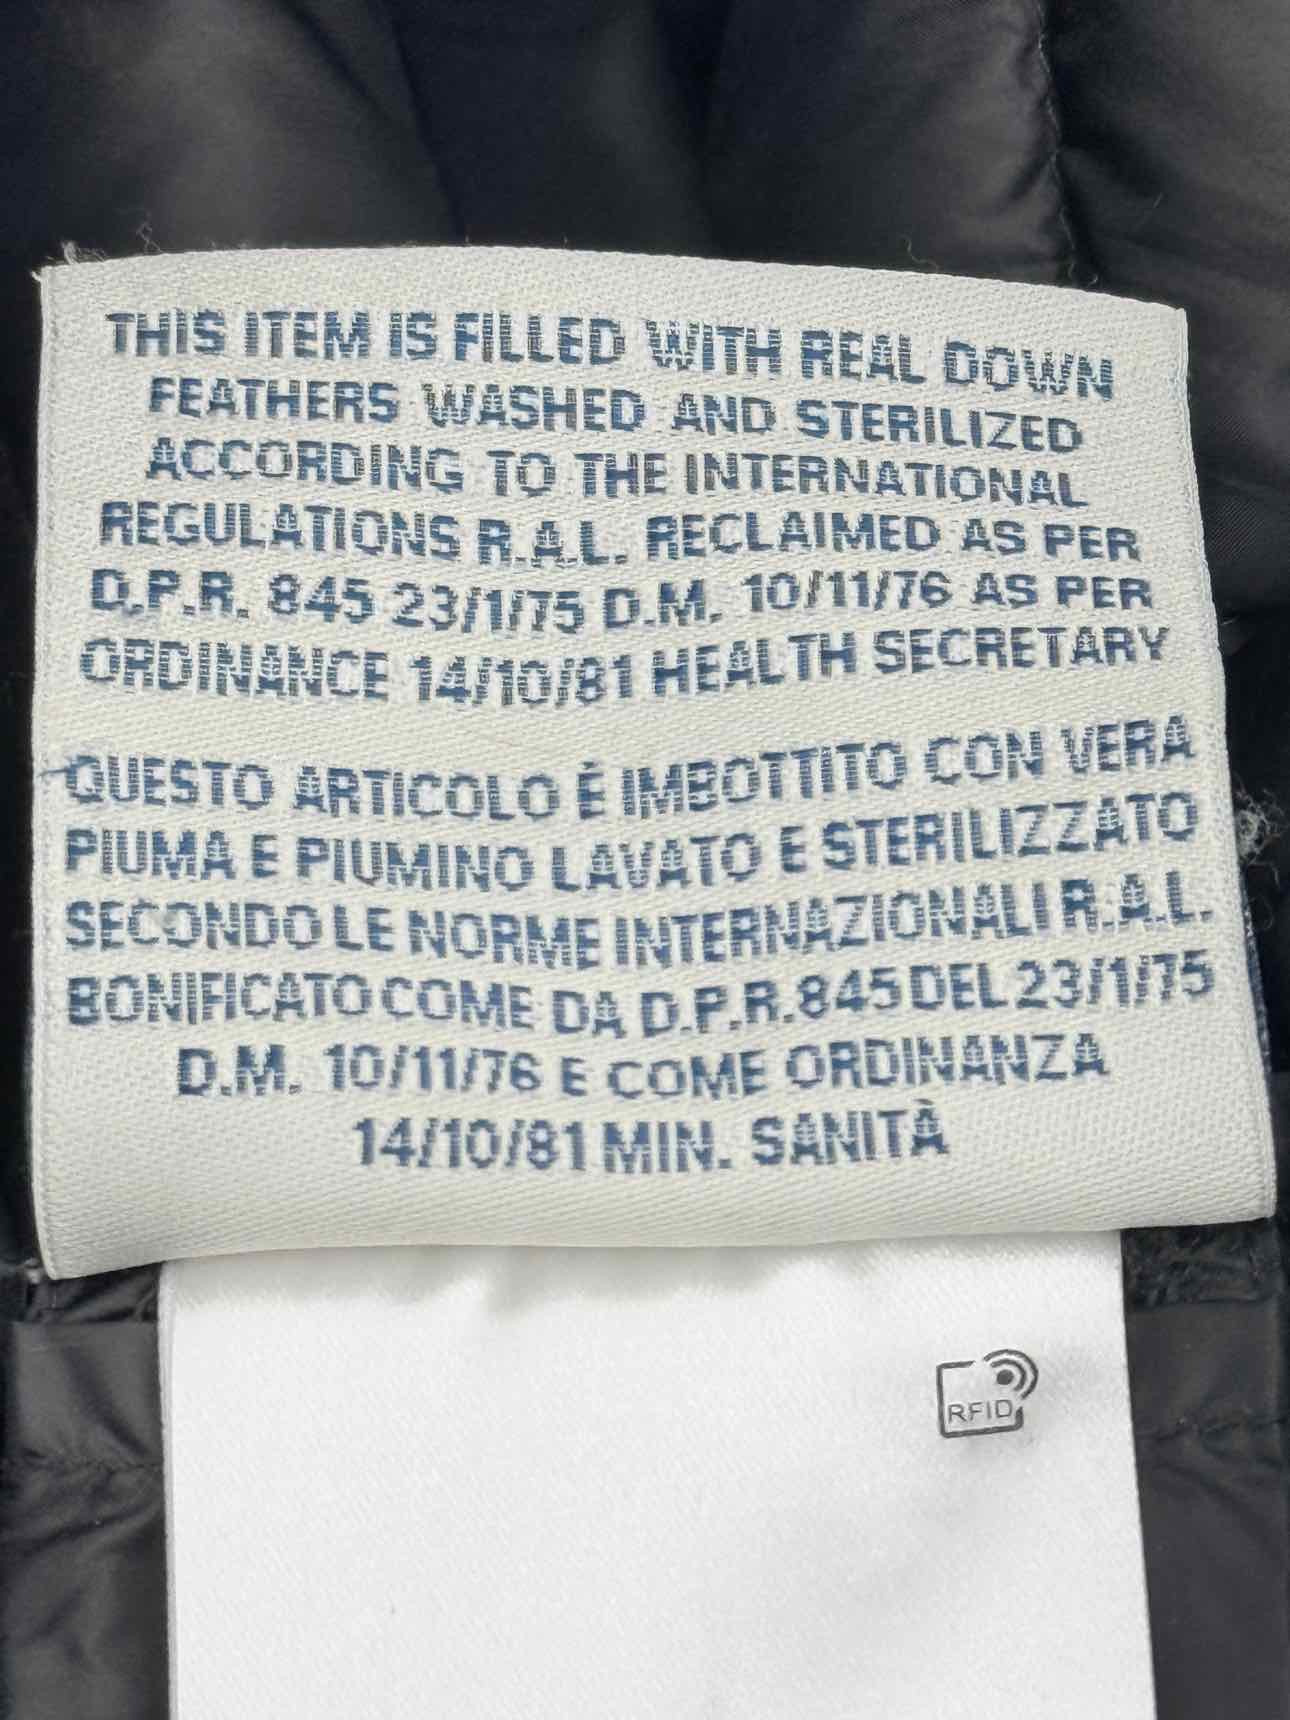 THIS ITEM IS FILLED WITH REAL DOWN
FEATHERS WASHED AND STERILIZED
ACCORDING TO THE INTERNATIONAL
REGULATIONS R.A.L. RECLAIMED AS PER
D.P.R. 845 23/1/75 D.M. 10/11/76 AS PER
ORDINANCE 14/10/81 HEALTH SECRETARY
QUESTO ARTICOLO È IMBOTTITO CON VERA
PIUMA E PIUMINO LAVATO E STERILIZZATO
SECONDO LE NORME INTERNAZIONALI R.A.L.
BONIFICATO COME DA D.P.R. 845 DEL 23/1/75
D.M. 10/11/76 E COME ORDINANZA
14/10/81 MIN. SANITÀ
RFID